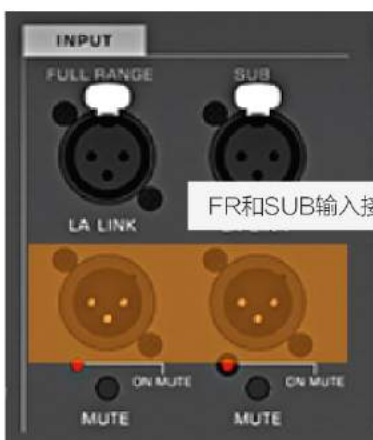 INPUT
FULL RANGE
SUB
FR和SUB输入接
LA LINK
ON MUTE
ON MUTE
MUTE
MUTE